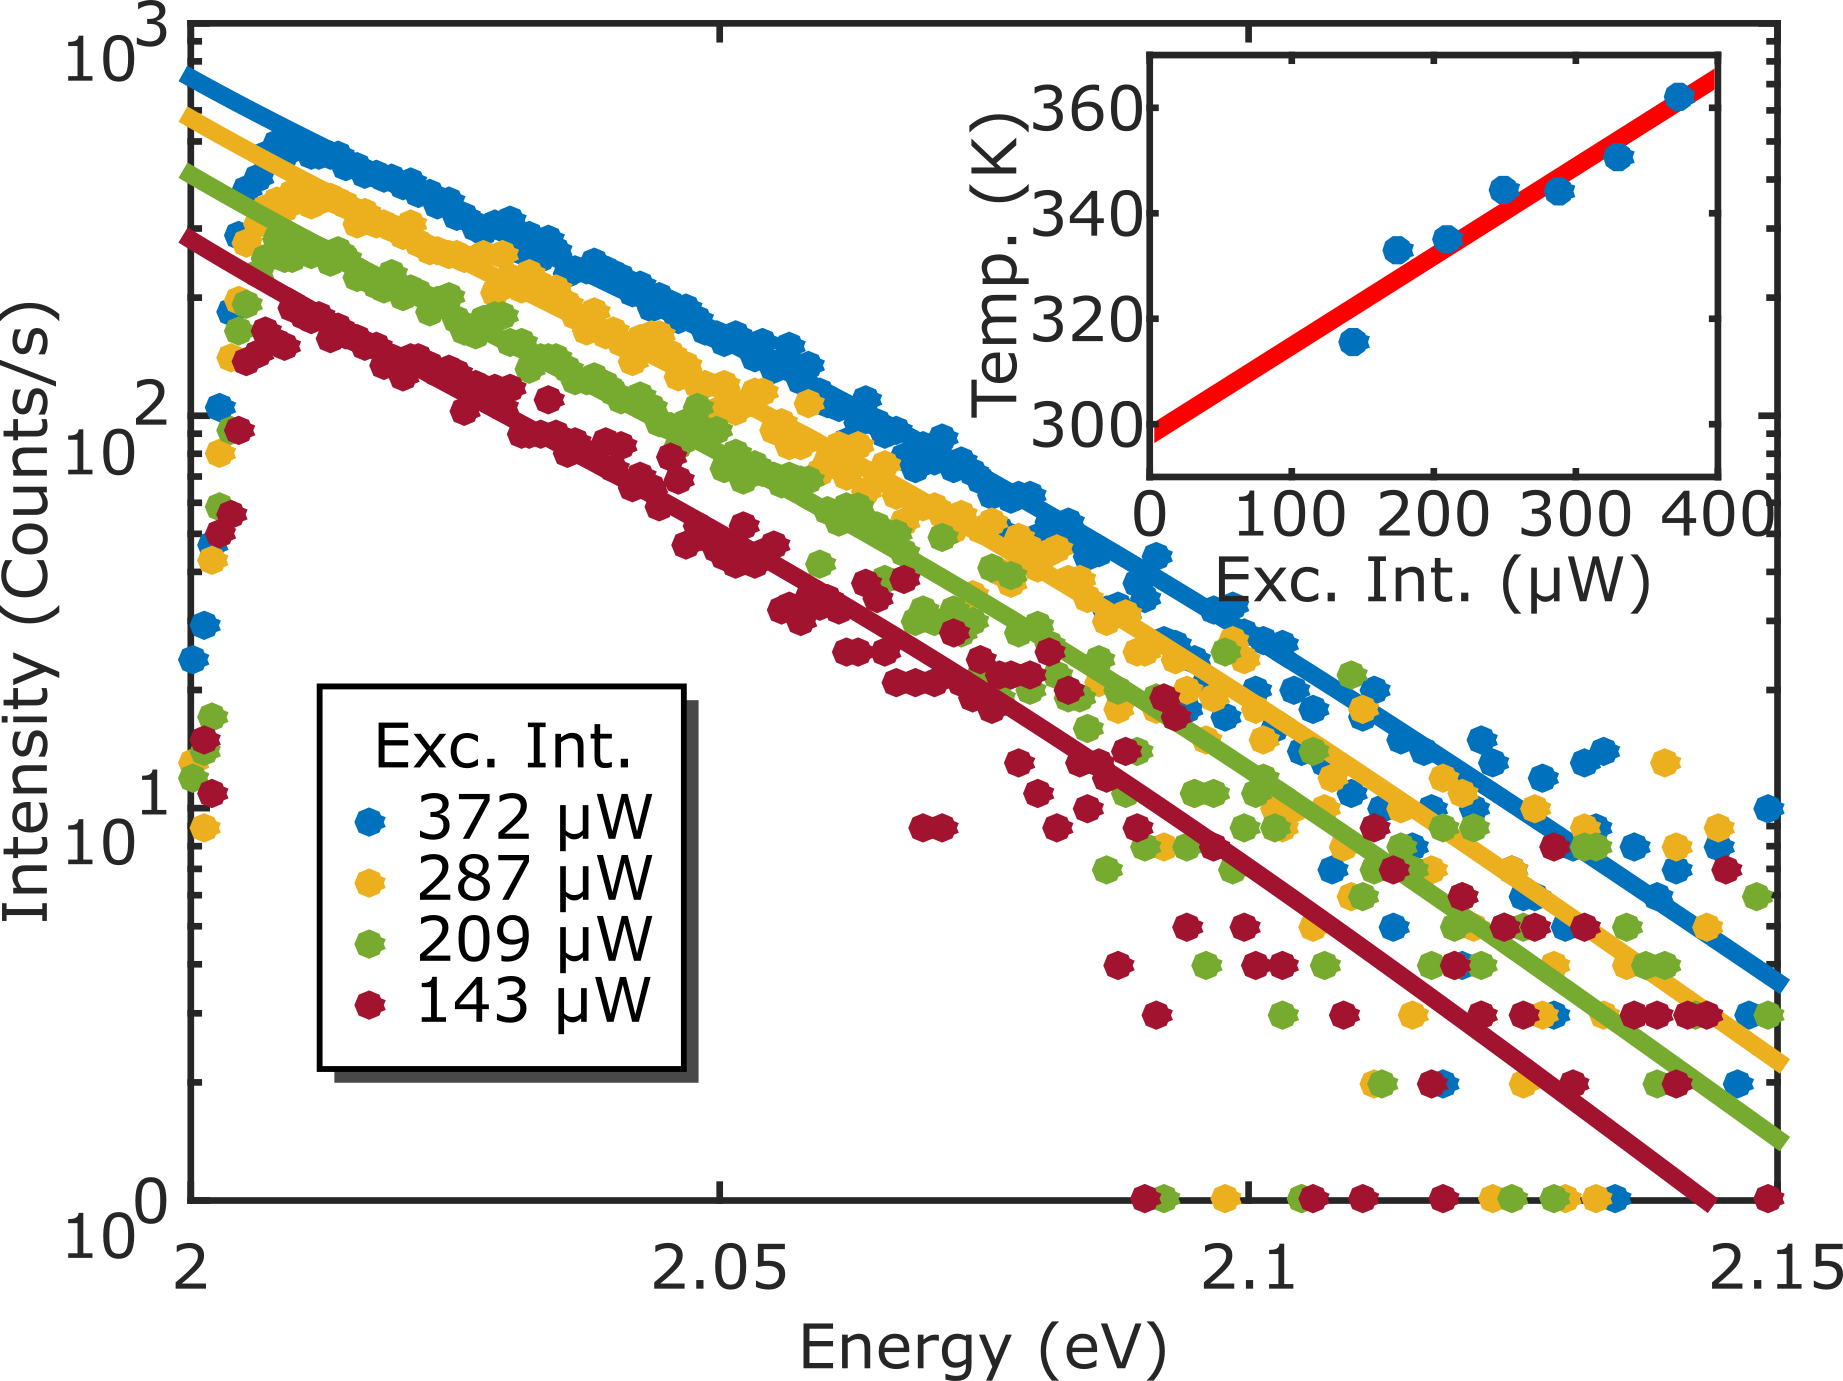 10^3
10^2
10^1
10^0
Intensity (Counts/s)
2 2.05 2.1 2.15
Energy (eV)
Exc. Int.
372 µW
287 µW
209 µW
143 µW
360
340
320
300
Temp. (K)
0 100 200 300 400
Exc. Int. (µW)